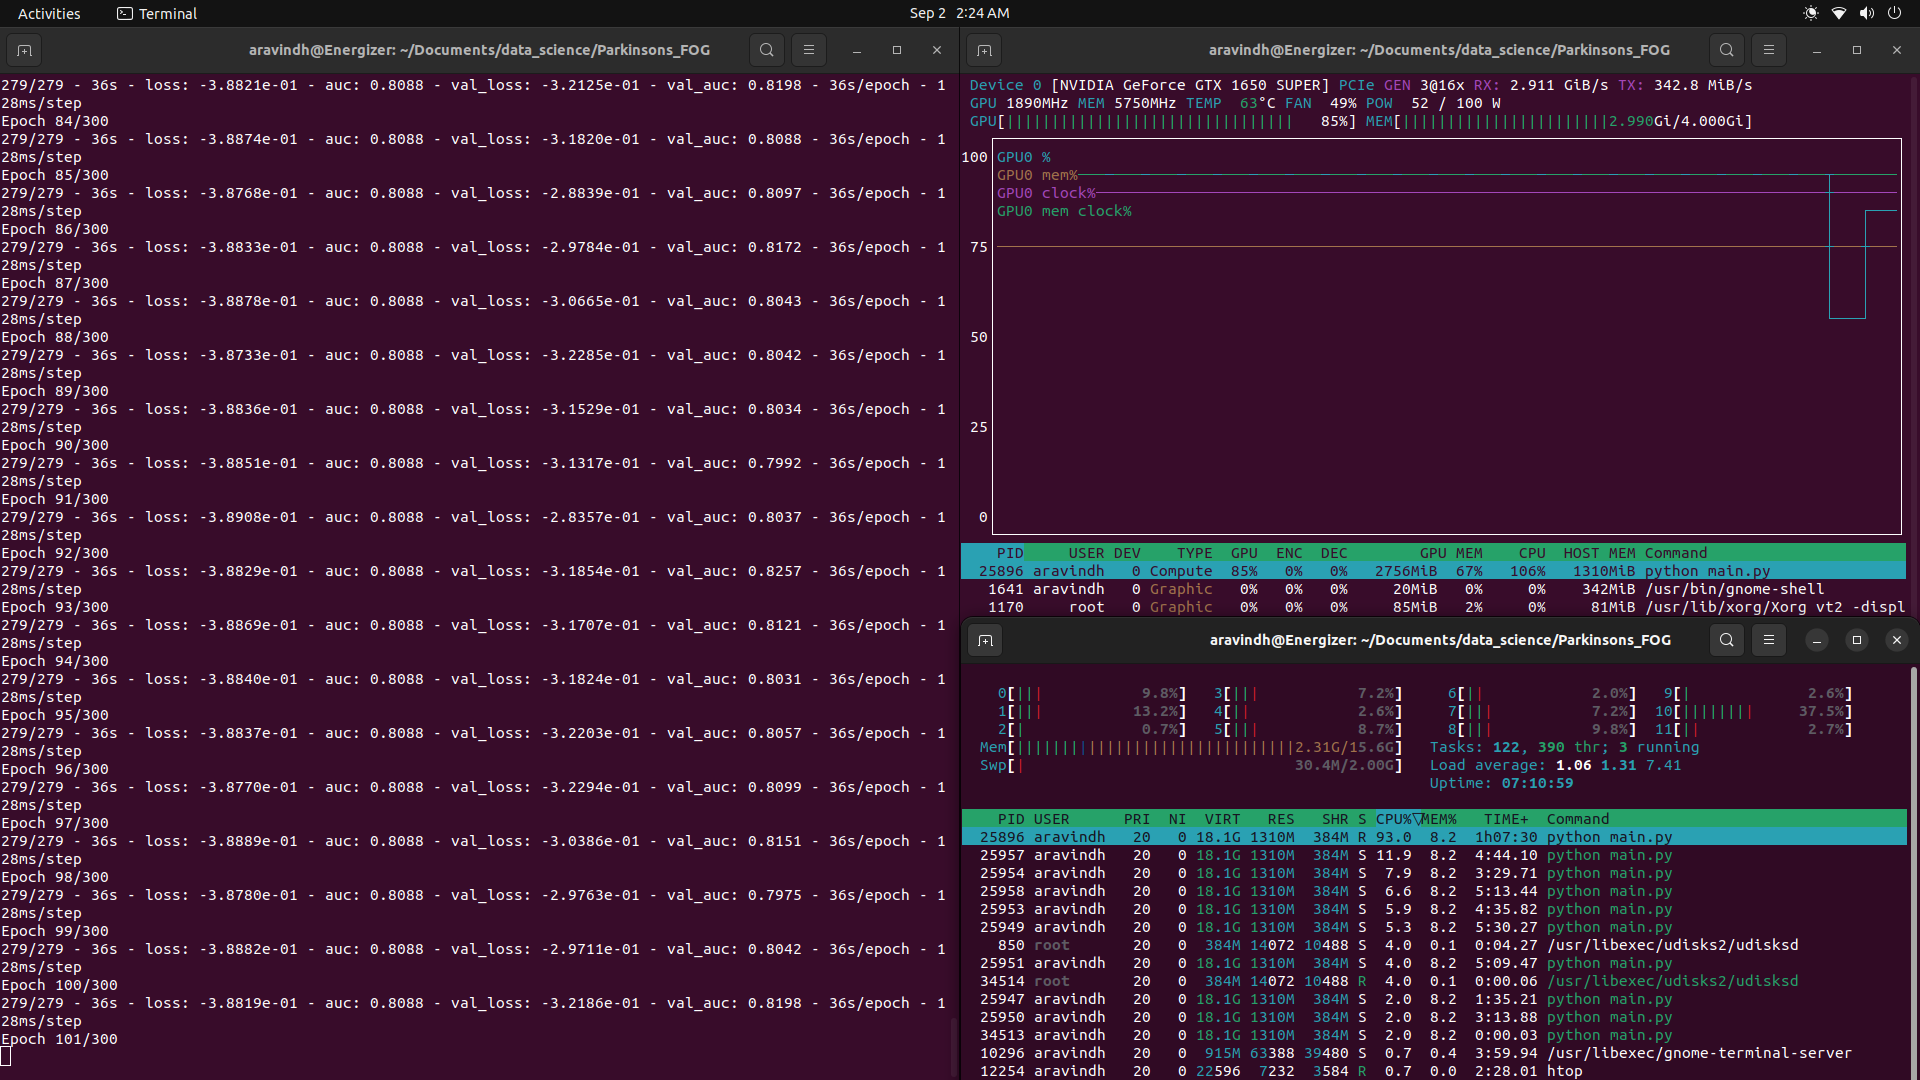 Activities Terminal Sep 2 2:24 AM
aravindh@Energizer: ~/Documents/data_science/Parkinsons_FOG
279/279 - 36s - loss: -3.8821e-01 - auc: 0.8088 - val_loss: -3.2125e-01 - val_auc: 0.8198 - 36s/epoch - 1
28ms/step
Epoch 84/300
279/279 - 36s - loss: -3.8874e-01 - auc: 0.8088 - val_loss: -3.1820e-01 - val_auc: 0.8088 - 36s/epoch - 1
28ms/step
Epoch 85/300
279/279 - 36s - loss: -3.8768e-01 - auc: 0.8088 - val_loss: -2.8839e-01 - val_auc: 0.8097 - 36s/epoch - 1
28ms/step
Epoch 86/300
279/279 - 36s - loss: -3.8833e-01 - auc: 0.8088 - val_loss: -2.9784e-01 - val_auc: 0.8172 - 36s/epoch - 1
28ms/step
Epoch 87/300
279/279 - 36s - loss: -3.8878e-01 - auc: 0.8088 - val_loss: -3.0665e-01 - val_auc: 0.8043 - 36s/epoch - 1
28ms/step
Epoch 88/300
279/279 - 36s - loss: -3.8733e-01 - auc: 0.8088 - val_loss: -3.2285e-01 - val_auc: 0.8042 - 36s/epoch - 1
28ms/step
Epoch 89/300
279/279 - 36s - loss: -3.8836e-01 - auc: 0.8088 - val_loss: -3.1529e-01 - val_auc: 0.8034 - 36s/epoch - 1
28ms/step
Epoch 90/300
279/279 - 36s - loss: -3.8851e-01 - auc: 0.8088 - val_loss: -3.1317e-01 - val_auc: 0.7992 - 36s/epoch - 1
28ms/step
Epoch 91/300
279/279 - 36s - loss: -3.8908e-01 - auc: 0.8088 - val_loss: -2.8357e-01 - val_auc: 0.8037 - 36s/epoch - 1
28ms/step
Epoch 92/300
279/279 - 36s - loss: -3.8829e-01 - auc: 0.8088 - val_loss: -3.1854e-01 - val_auc: 0.8257 - 36s/epoch - 1
28ms/step
Epoch 93/300
279/279 - 36s - loss: -3.8869e-01 - auc: 0.8088 - val_loss: -3.1707e-01 - val_auc: 0.8121 - 36s/epoch - 1
28ms/step
Epoch 94/300
279/279 - 36s - loss: -3.8840e-01 - auc: 0.8088 - val_loss: -3.1824e-01 - val_auc: 0.8031 - 36s/epoch - 1
28ms/step
Epoch 95/300
279/279 - 36s - loss: -3.8837e-01 - auc: 0.8088 - val_loss: -3.2203e-01 - val_auc: 0.8057 - 36s/epoch - 1
28ms/step
Epoch 96/300
279/279 - 36s - loss: -3.8770e-01 - auc: 0.8088 - val_loss: -3.2294e-01 - val_auc: 0.8099 - 36s/epoch - 1
28ms/step
Epoch 97/300
279/279 - 36s - loss: -3.8889e-01 - auc: 0.8088 - val_loss: -3.0386e-01 - val_auc: 0.8151 - 36s/epoch - 1
28ms/step
Epoch 98/300
279/279 - 36s - loss: -3.8780e-01 - auc: 0.8088 - val_loss: -2.9763e-01 - val_auc: 0.7975 - 36s/epoch - 1
28ms/step
Epoch 99/300
279/279 - 36s - loss: -3.8882e-01 - auc: 0.8088 - val_loss: -2.9711e-01 - val_auc: 0.8042 - 36s/epoch - 1
28ms/step
Epoch 100/300
279/279 - 36s - loss: -3.8819e-01 - auc: 0.8088 - val_loss: -3.2186e-01 - val_auc: 0.8198 - 36s/epoch - 1
28ms/step
Epoch 101/300
aravindh@Energizer: ~/Documents/data_science/Parkinsons_FOG
Device 0 [NVIDIA GeForce GTX 1650 SUPER] PCIe GEN 3@16x RX: 2.911 GiB/s TX: 342.8 MiB/s
GPU 1890MHz MEM 5750MHz TEMP 63°C FAN 49% POW 52 / 100 W
GPU[|||||||||||||||||||||||||||||||| 85%] MEM[|||||||||||||||||||||||2.990Gi/4.000Gi]
100 GPU0 %
GPU0 mem%
GPU0 clock%
GPU0 mem clock%
75
50
25
0
PID USER DEV TYPE GPU ENC DEC GPU MEM CPU HOST MEM Command
25896 aravindh 0 Compute 85% 0% 0% 2756MiB 67% 106% 1310MiB python main.py
1641 aravindh 0 Graphic 0% 0% 0% 20MiB 0% 0% 342MiB /usr/bin/gnome-shell
1170 root 0 Graphic 0% 0% 0% 85MiB 2% 0% 81MiB /usr/lib/xorg/Xorg vt2 -displ
aravindh@Energizer: ~/Documents/data_science/Parkinsons_FOG
0[||| 9.8%] 3[||| 7.2%] 6[|| 2.0%] 9[| 2.6%]
1[||| 13.2%] 4[|| 2.6%] 7[||| 7.2%] 10[|||||||| 37.5%]
2[| 0.7%] 5[||| 8.7%] 8[||| 9.8%] 11[|| 2.7%]
Mem[|||||||||||||||||||||||||||||||2.31G/15.6G] Tasks: 122, 390 thr; 3 running
Swp[| 30.4M/2.00G] Load average: 1.06 1.31 7.41
Uptime: 07:10:59
PID USER PRI NI VIRT RES SHR S CPU%▽MEM% TIME+ Command
25896 aravindh 20 0 18.1G 1310M 384M R 93.0 8.2 1h07:30 python main.py
25957 aravindh 20 0 18.1G 1310M 384M S 11.9 8.2 4:44.10 python main.py
25954 aravindh 20 0 18.1G 1310M 384M S 7.9 8.2 3:29.71 python main.py
25958 aravindh 20 0 18.1G 1310M 384M S 6.6 8.2 5:13.44 python main.py
25953 aravindh 20 0 18.1G 1310M 384M S 5.9 8.2 4:35.82 python main.py
25949 aravindh 20 0 18.1G 1310M 384M S 5.3 8.2 5:30.27 python main.py
850 root 20 0 384M 14072 10488 S 4.0 0.1 0:04.27 /usr/libexec/udisks2/udisksd
25951 aravindh 20 0 18.1G 1310M 384M S 4.0 8.2 5:09.47 python main.py
34514 root 20 0 384M 14072 10488 R 4.0 0.1 0:00.06 /usr/libexec/udisks2/udisksd
25947 aravindh 20 0 18.1G 1310M 384M S 2.0 8.2 1:35.21 python main.py
25950 aravindh 20 0 18.1G 1310M 384M S 2.0 8.2 3:13.88 python main.py
34513 aravindh 20 0 18.1G 1310M 384M S 2.0 8.2 0:00.03 python main.py
10296 aravindh 20 0 915M 63388 39480 S 0.7 0.4 3:59.94 /usr/libexec/gnome-terminal-server
12254 aravindh 20 0 22596 7232 3584 R 0.7 0.0 2:28.01 htop